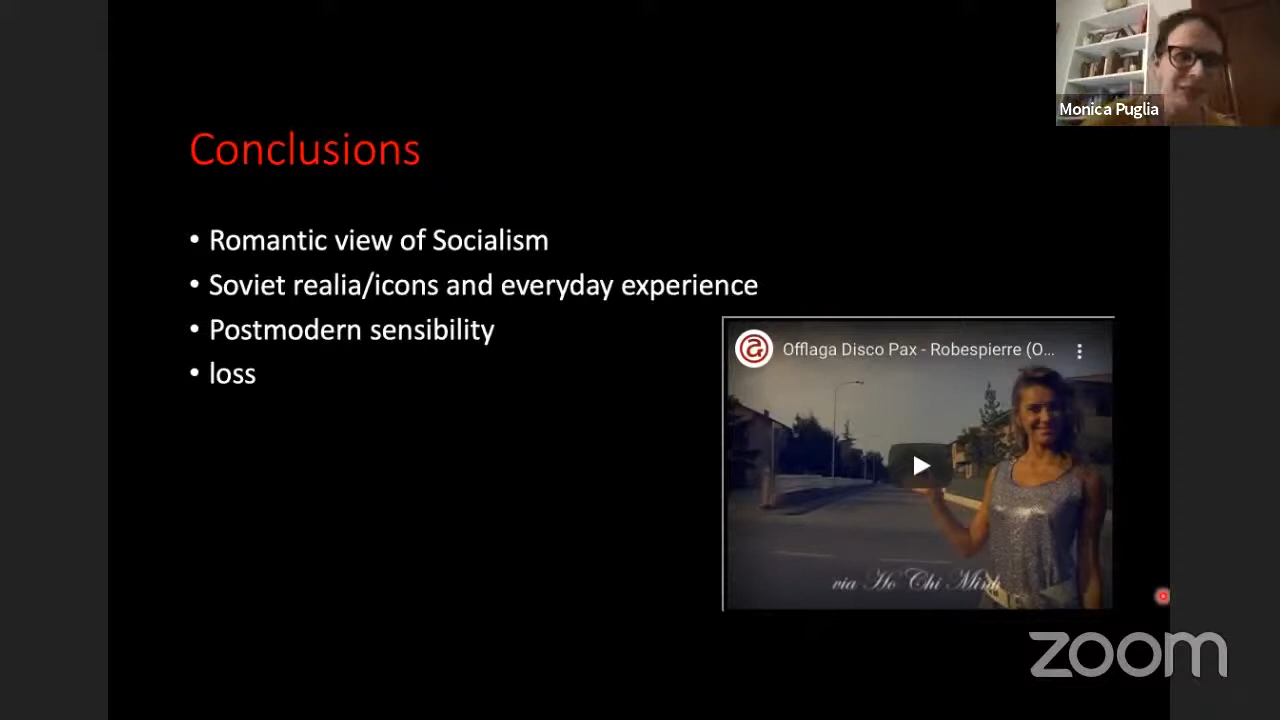 Monica Puglia
Conclusions
• Romantic view of Socialism
• Soviet realia/icons and everyday experience
• Postmodern sensibility
• loss
Offlaga Disco Pax - Robespierre (O...
via Ho Chi Minh
zoom